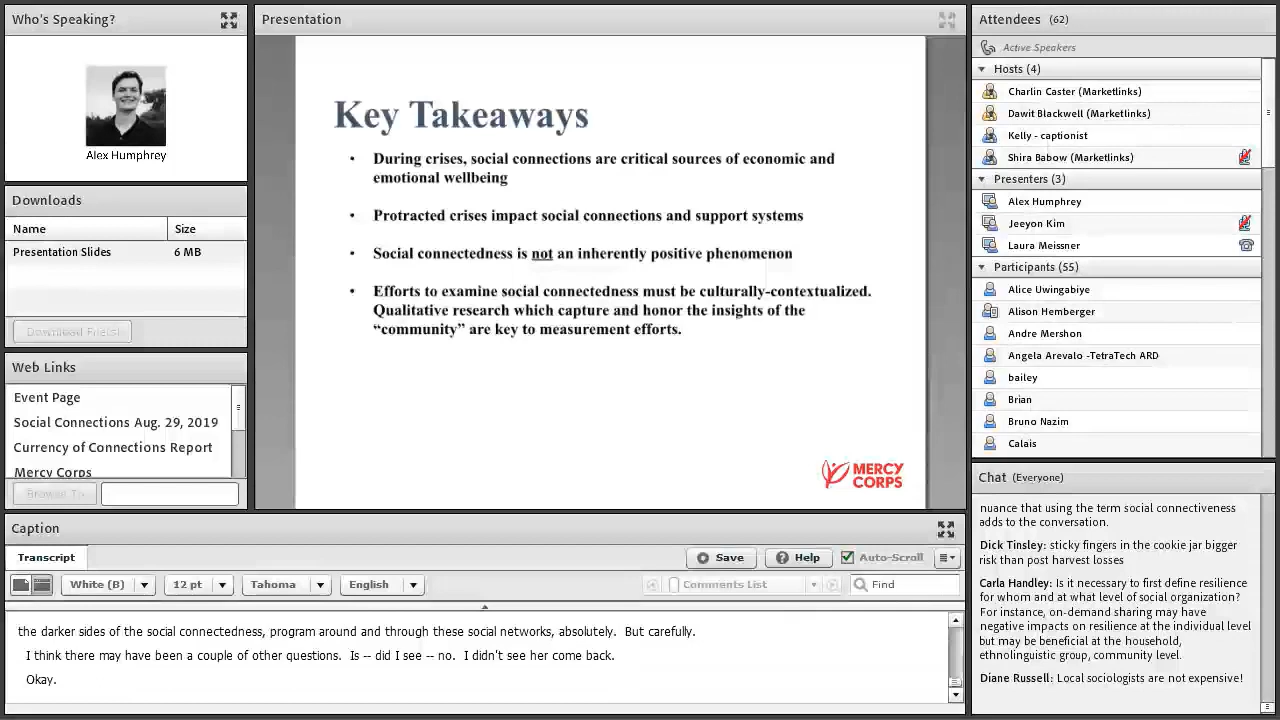 Who's Speaking?
Alex Humphrey
Downloads
Name Size
Presentation Slides 6 MB
Download File(s)
Web Links
Event Page
Social Connections Aug. 29, 2019
Currency of Connections Report
Mercy Corps
Browse To
Presentation
Key Takeaways
• During crises, social connections are critical sources of economic and
emotional wellbeing
• Protracted crises impact social connections and support systems
• Social connectedness is not an inherently positive phenomenon
• Efforts to examine social connectedness must be culturally-contextualized.
Qualitative research which capture and honor the insights of the
“community” are key to measurement efforts.
MERCY
CORPS
Caption
Transcript
Save
Help
Auto-Scroll
White (B)
12 pt
Tahoma
English
Comments List
Find
the darker sides of the social connectedness, program around and through these social networks, absolutely. But carefully.
I think there may have been a couple of other questions. Is -- did I see -- no. I didn't see her come back.
Okay.
Attendees (62)
Active Speakers
Hosts (4)
Charlin Caster (Marketlinks)
Dawit Blackwell (Marketlinks)
Kelly - captionist
Shira Babow (Marketlinks)
Presenters (3)
Alex Humphrey
Jeeyon Kim
Laura Meissner
Participants (55)
Alice Uwingabiye
Alison Hemberger
Andre Mershon
Angela Arevalo -TetraTech ARD
bailey
Brian
Bruno Nazim
Calais
Chat (Everyone)
nuance that using the term social connectiveness
adds to the conversation.
Dick Tinsley: sticky fingers in the cookie jar bigger
risk than post harvest losses
Carla Handley: Is it necessary to first define resilience
for whom and at what level of social organization?
For instance, on-demand sharing may have
negative impacts on resilience at the individual level
but may be beneficial at the household,
ethnolinguistic group, community level.
Diane Russell: Local sociologists are not expensive!